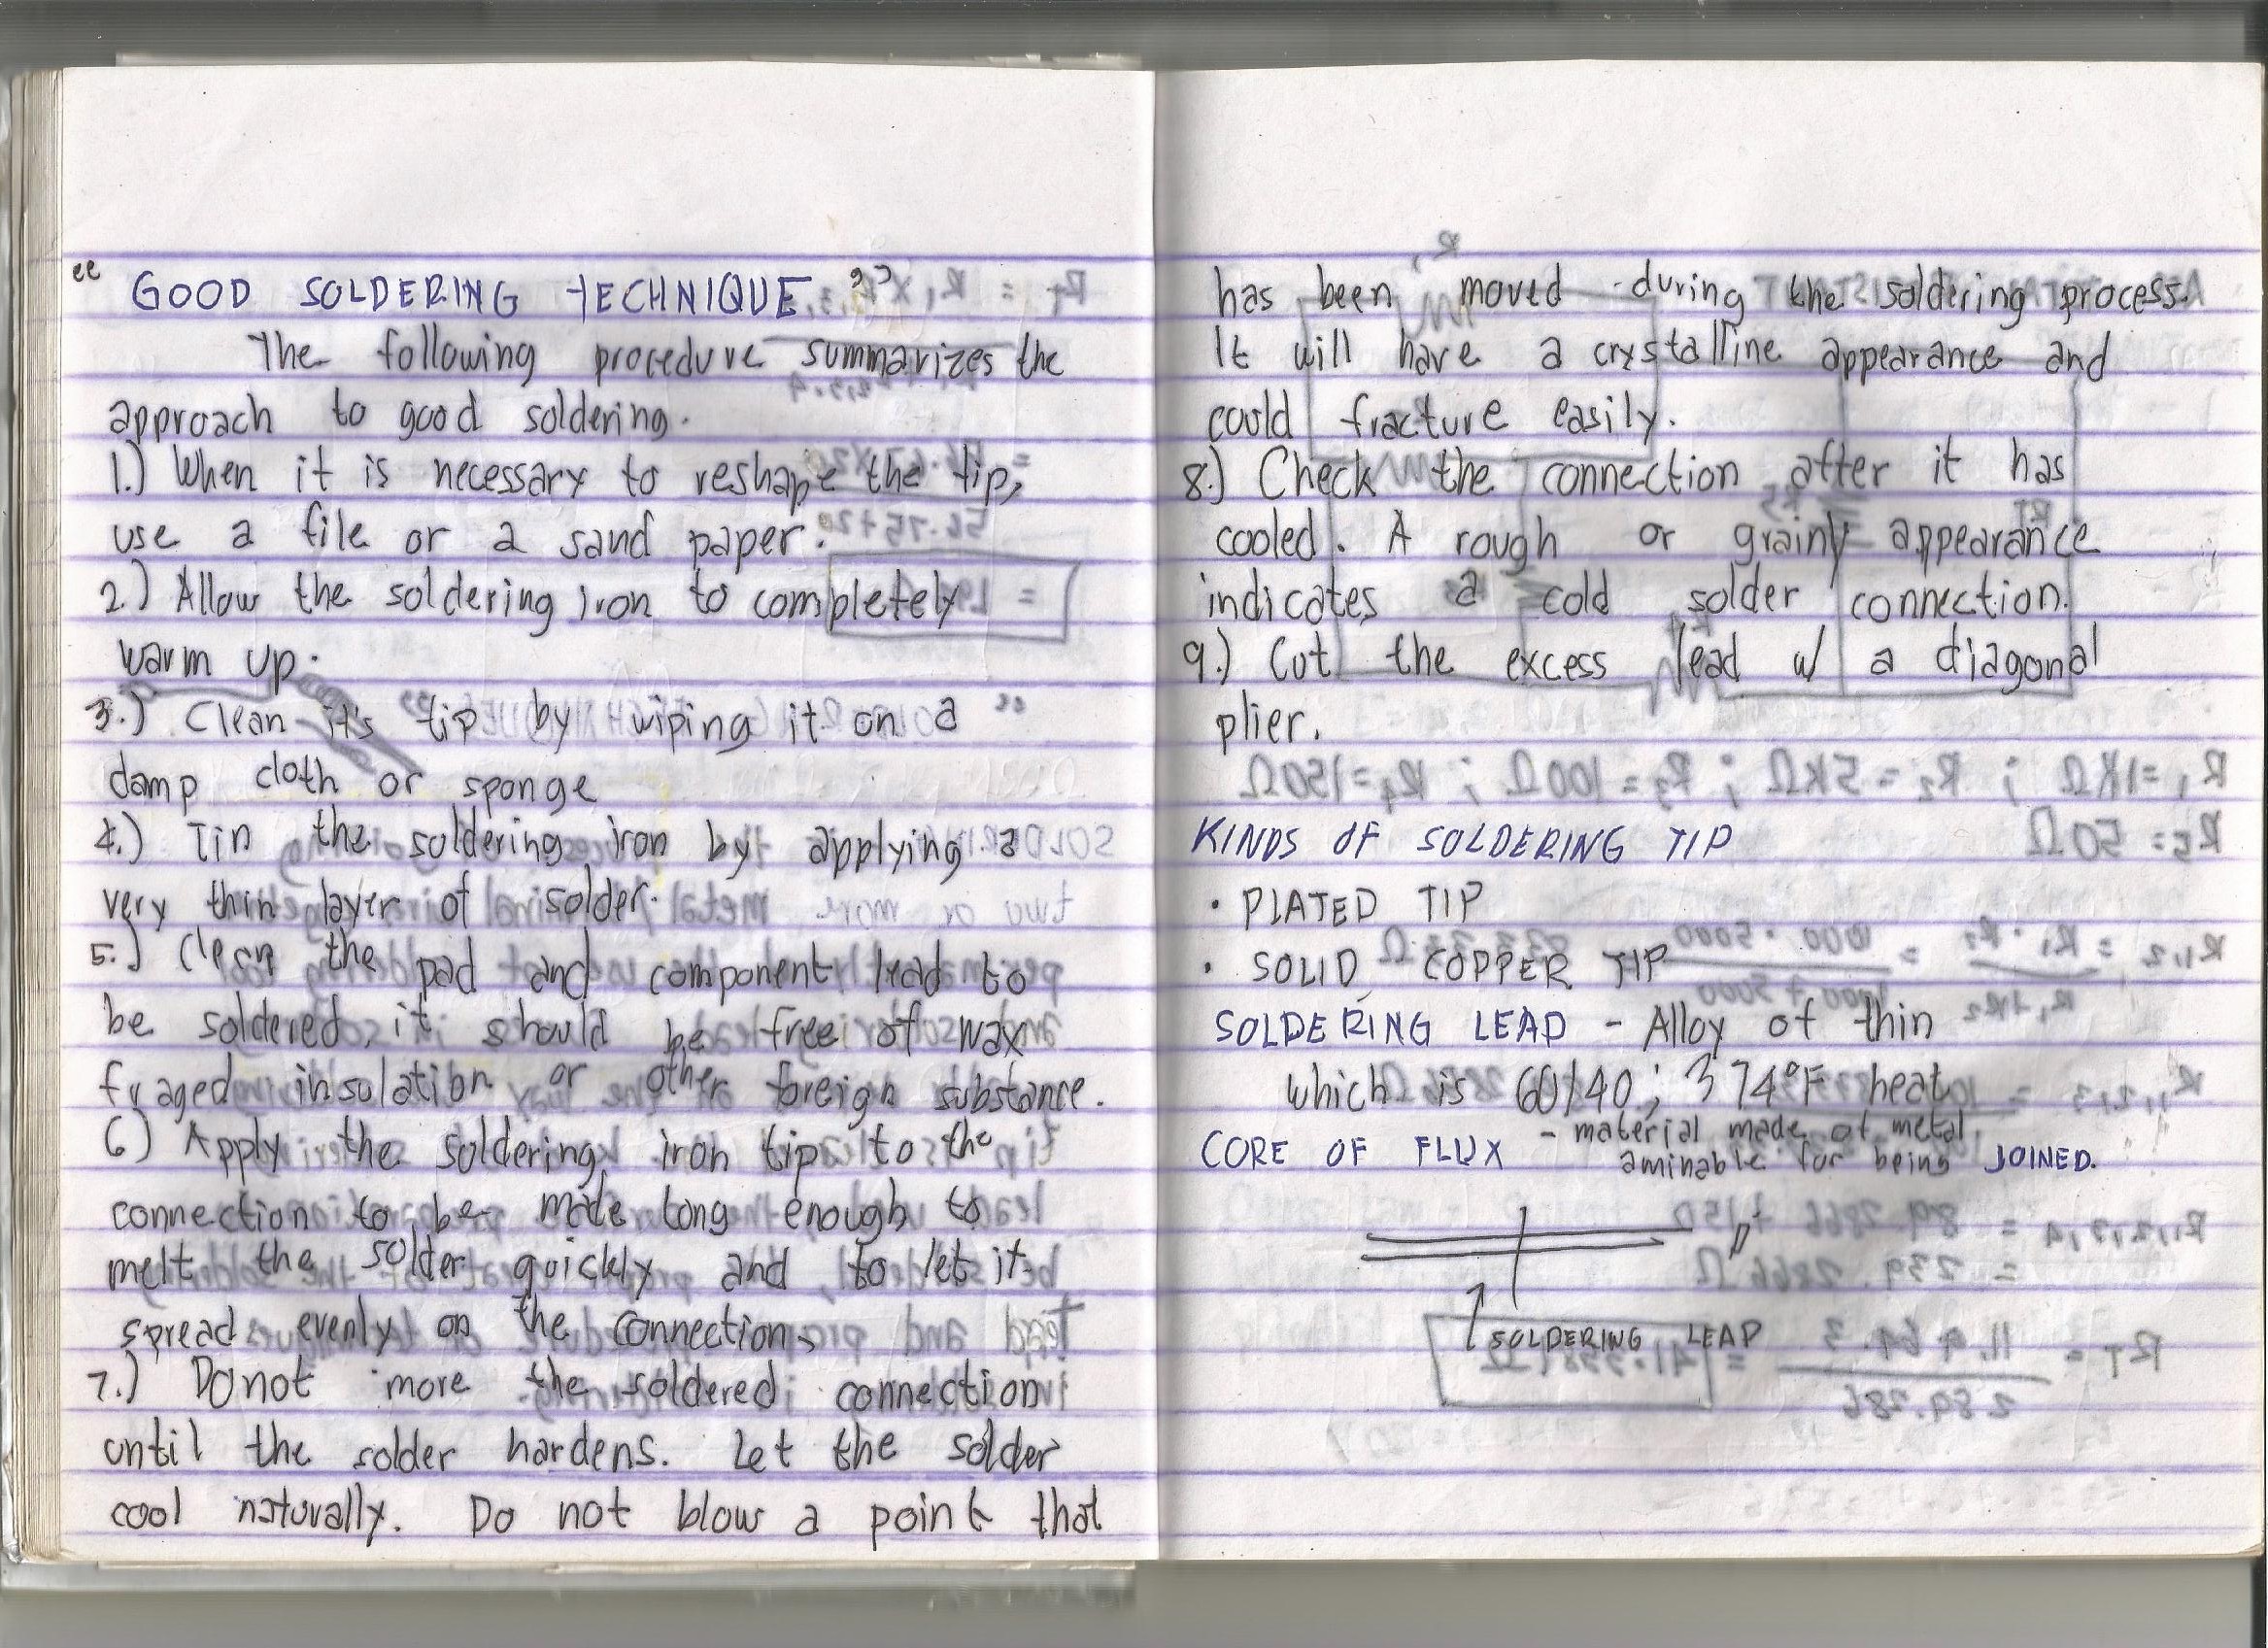 “ GOOD SOLDERING TECHNIQUE ”
The following procedure summarizes the
approach to good soldering.
1.) When it is necessary to reshape the tip,
use a file or a sand paper.
2.) Allow the soldering iron to completely
warm up.
3.) Clean it's tip by wiping it on a
damp cloth or sponge
4.) Tin the soldering iron by applying a
very thin layer of solder.
5.) Clean the pad and component lead to
be soldered, it should be free of wax
fraged insulation or other foreign substance.
6) Apply the soldering iron tip to the
connection to be made long enough to
melt the solder quickly and, to let it
spread evenly on the connection
7.) Do not more the soldered connection
until the solder hardens. Let the solder
cool naturally. Do not blow a point that
has been moved during the soldering process.
It will have a crystalline appearance and
could fracture easily.
8.) Check the connection after it has
cooled. A rough or grainy appearance
indicates a cold solder connection.
9.) Cut the excess lead w/ a diagonal
plier.
KINDS OF SOLDERING TIP
• PLATED TIP
• SOLID COPPER TIP
SOLDERING LEAD - Alloy of thin
which is 60/40; 374°F heat
CORE OF FLUX - material made of metal
aminable for being JOINED.
SOLDERING LEAD